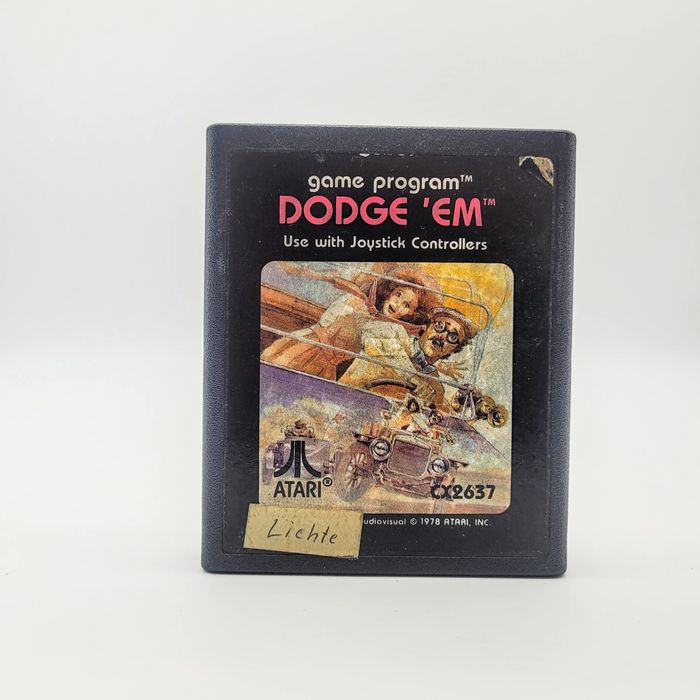 game program™
DODGE 'EM™
Use with Joystick Controllers
ATARI®
CX2637
udiovisual © 1978 ATARI, INC.
Lichte